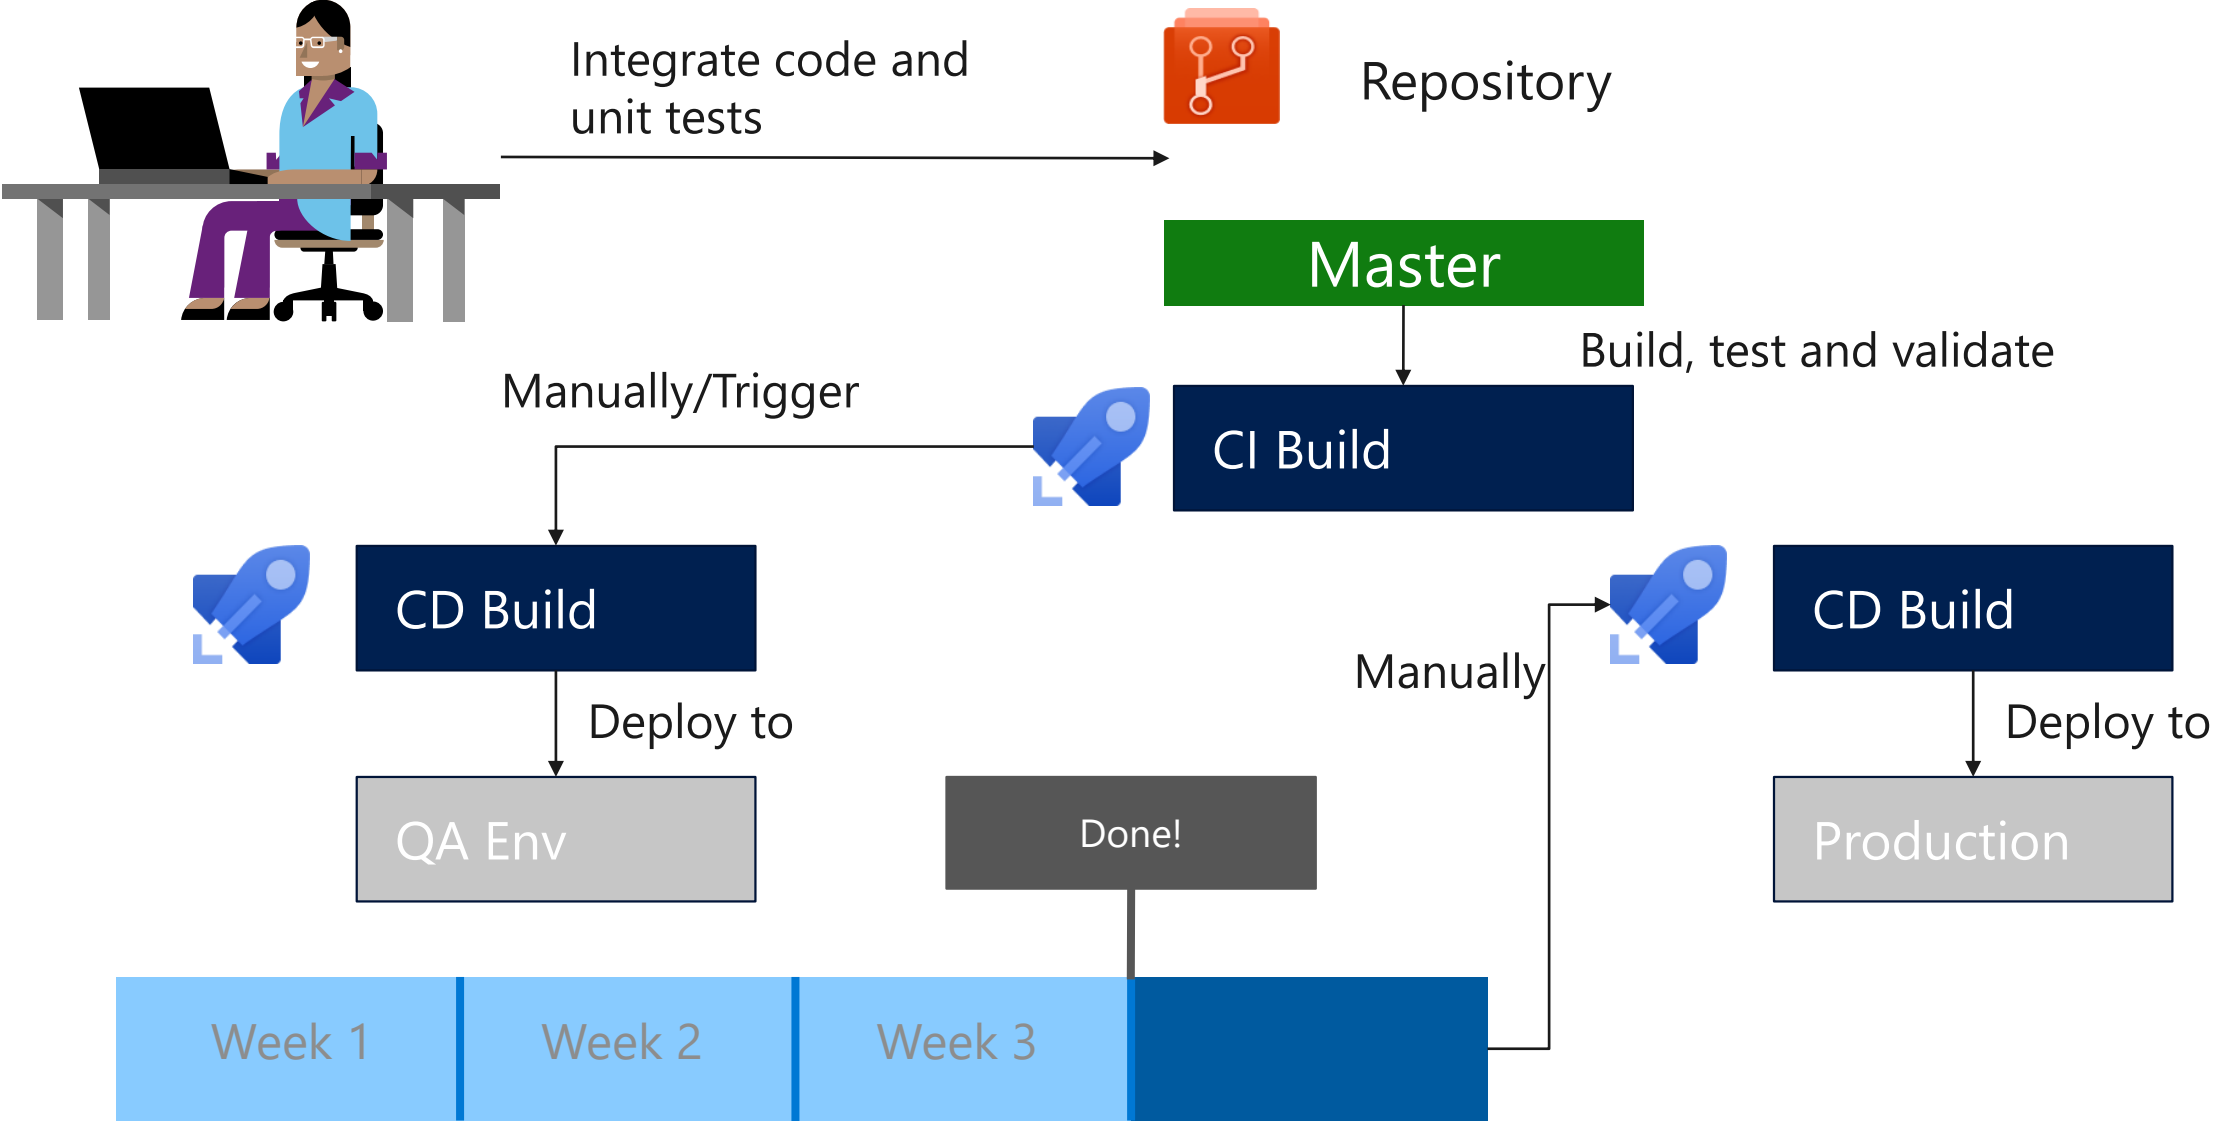 Integrate code and
unit tests
Repository
Master
Build, test and validate
Manually/Trigger
CI Build
CD Build
CD Build
Manually
Deploy to
Deploy to
QA Env
Done!
Production
Week 1
Week 2
Week 3